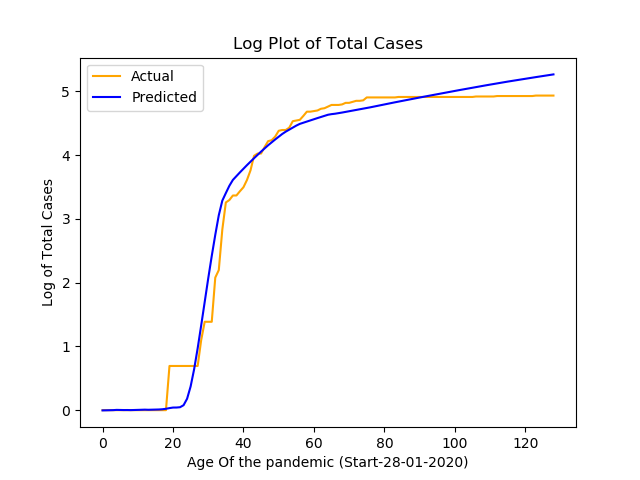 Log Plot of Total Cases
Actual
Predicted
5
4
3
2
1
0
Log of Total Cases
0 20 40 60 80 100 120
Age Of the pandemic (Start-28-01-2020)